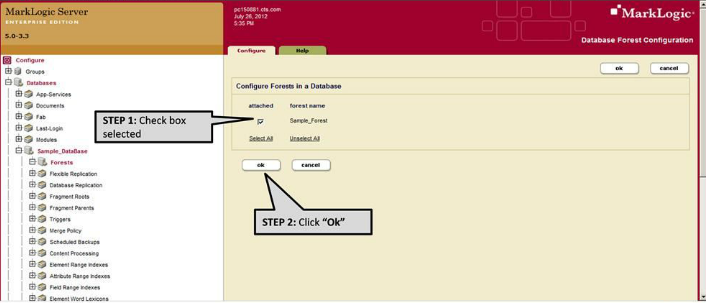 MarkLogic Server
ENTERPRISE EDITION
5.0-3.3
pc150881.cts.com
July 26, 2012
5:35 PM
MarkLogic
Database Forest Configuration
Configure
Help
Configure
Groups
Databases
App-Services
Documents
Fab
Last-Login
Modules
Sample_DataBase
Forests
Flexible Replication
Database Replication
Fragment Roots
Fragment Parents
Triggers
Merge Policy
Scheduled Backups
Content Processing
Element Range Indexes
Attribute Range Indexes
Field Range Indexes
Element Word Lexicons
ok cancel
Configure Forests in a Database
attached forest name
Sample_Forest
Select All Unselect All
ok cancel
STEP 1: Check box
selected
STEP 2: Click “Ok”